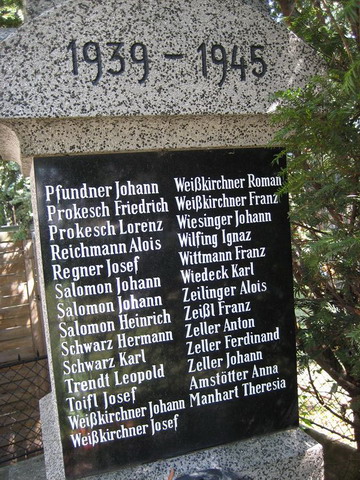 1939 - 1945
Pfundner Johann
Prokesch Friedrich
Prokesch Lorenz
Reichmann Alois
Regner Josef
Salomon Johann
Salomon Johann
Salomon Heinrich
Schwarz Hermann
Schwarz Karl
Trendt Leopold
Toifl Josef
Weißkirchner Johann
Weißkirchner Josef
Weißkirchner Roman
Weißkirchner Franz
Wiesinger Johann
Wilfing Ignaz
Wittmann Franz
Wiedeck Karl
Zeilinger Alois
Zeißl Franz
Zeller Anton
Zeller Ferdinand
Zeller Johann
Amstötter Anna
Manhart Theresia